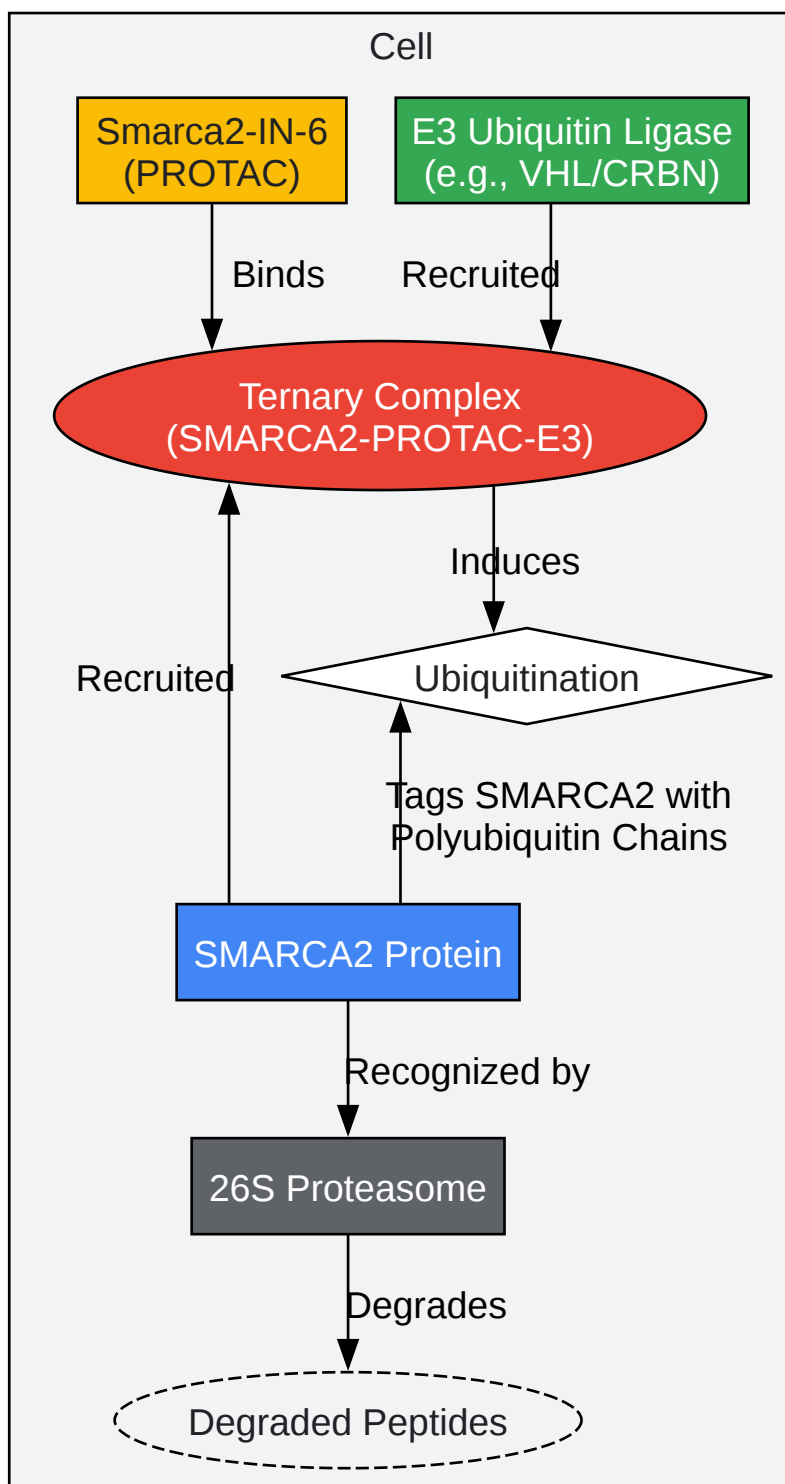 Cell
Smarca2-IN-6
(PROTAC)
E3 Ubiquitin Ligase
(e.g., VHL/CRBN)
Binds
Recruited
Ternary Complex
(SMARCA2-PROTAC-E3)
Induces
Recruited
Ubiquitination
Tags SMARCA2 with
Polyubiquitin Chains
SMARCA2 Protein
Recognized by
26S Proteasome
Degrades
Degraded Peptides